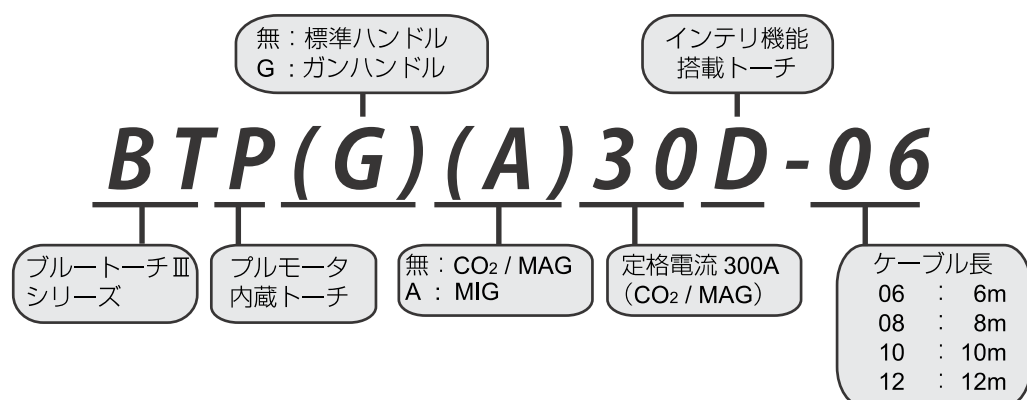 無：標準ハンドル
G：ガンハンドル
インテリ機能
搭載トーチ
BTP(G)(A)30D-06
ブルートーチⅢ
シリーズ
プルモータ
内蔵トーチ
無：CO₂ / MAG
A：MIG
定格電流 300A
（CO₂ / MAG）
ケーブル長
06 : 6m
08 : 8m
10 : 10m
12 : 12m